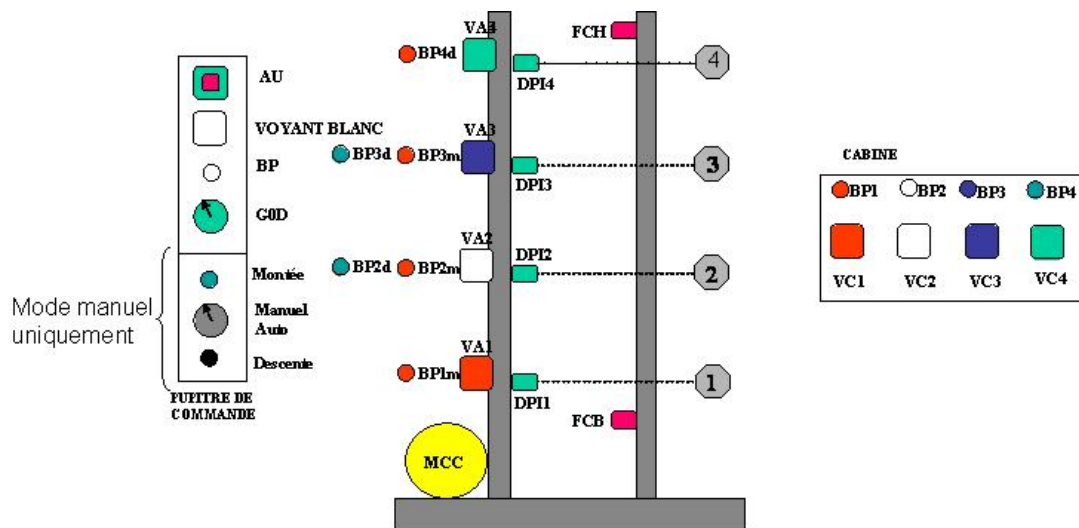 AU
VOYANT BLANC
BP
G0D
Montée
Manuel
Auto
Descente
Mode manuel
uniquement
PUPITRE DE
COMMANDE
VA4
BP4d
DPI4
FCH
4
VA3
BP3d
BP3m
DPI3
3
VA2
BP2d
BP2m
DPI2
2
VA1
BP1m
DPI1
1
FCB
MCC
CABINE
BP1
BP2
BP3
BP4
VC1
VC2
VC3
VC4